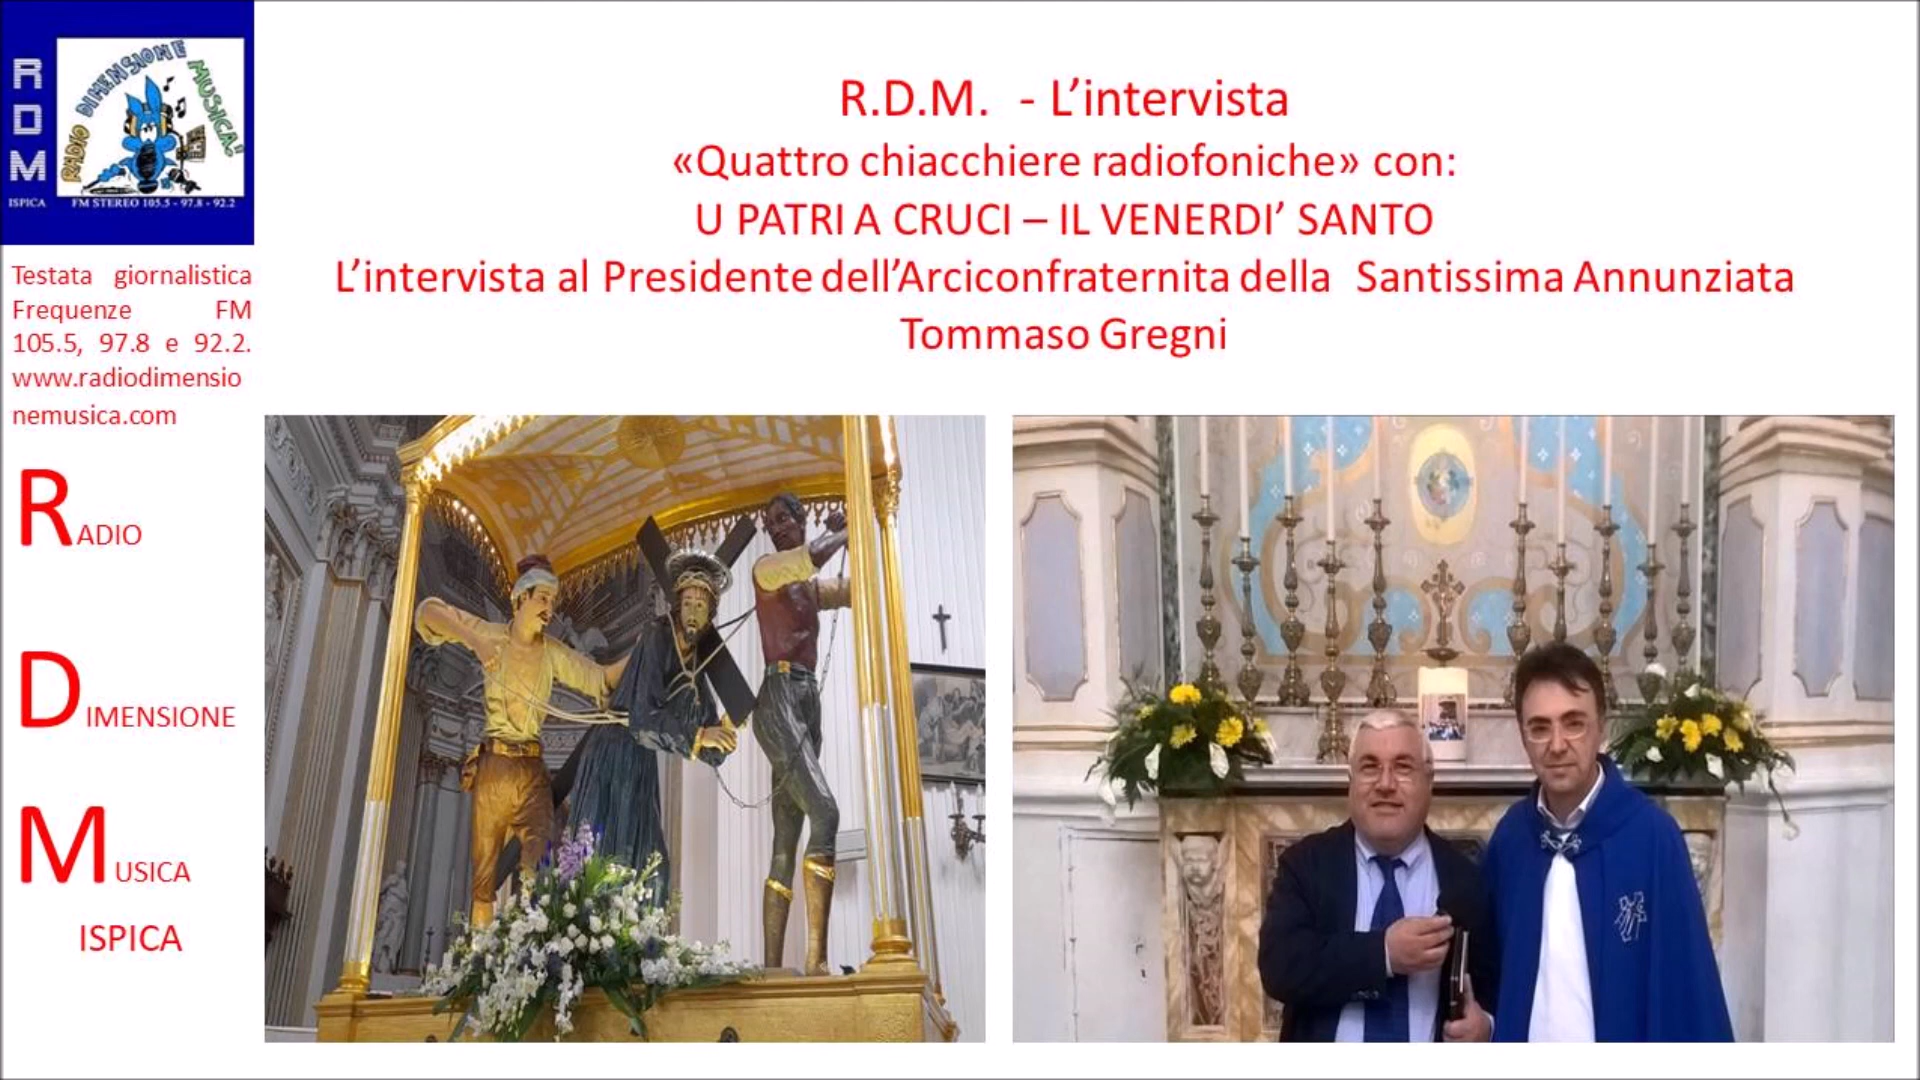 R
D
M
RADIO DIMENSIONE MUSICA!
ISPICA
FM STEREO 105.5 - 97.8 - 92.2
R.D.M. - L’intervista
«Quattro chiacchiere radiofoniche» con:
U PATRI A CRUCI – IL VENERDI’ SANTO
L’intervista al Presidente dell’Arciconfraternita della Santissima Annunziata
Tommaso Gregni
Testata giornalistica
Frequenze FM
105.5, 97.8 e 92.2.
www.radiodimensio
nemusica.com
RADIO
DIMENSIONE
MUSICA
ISPICA